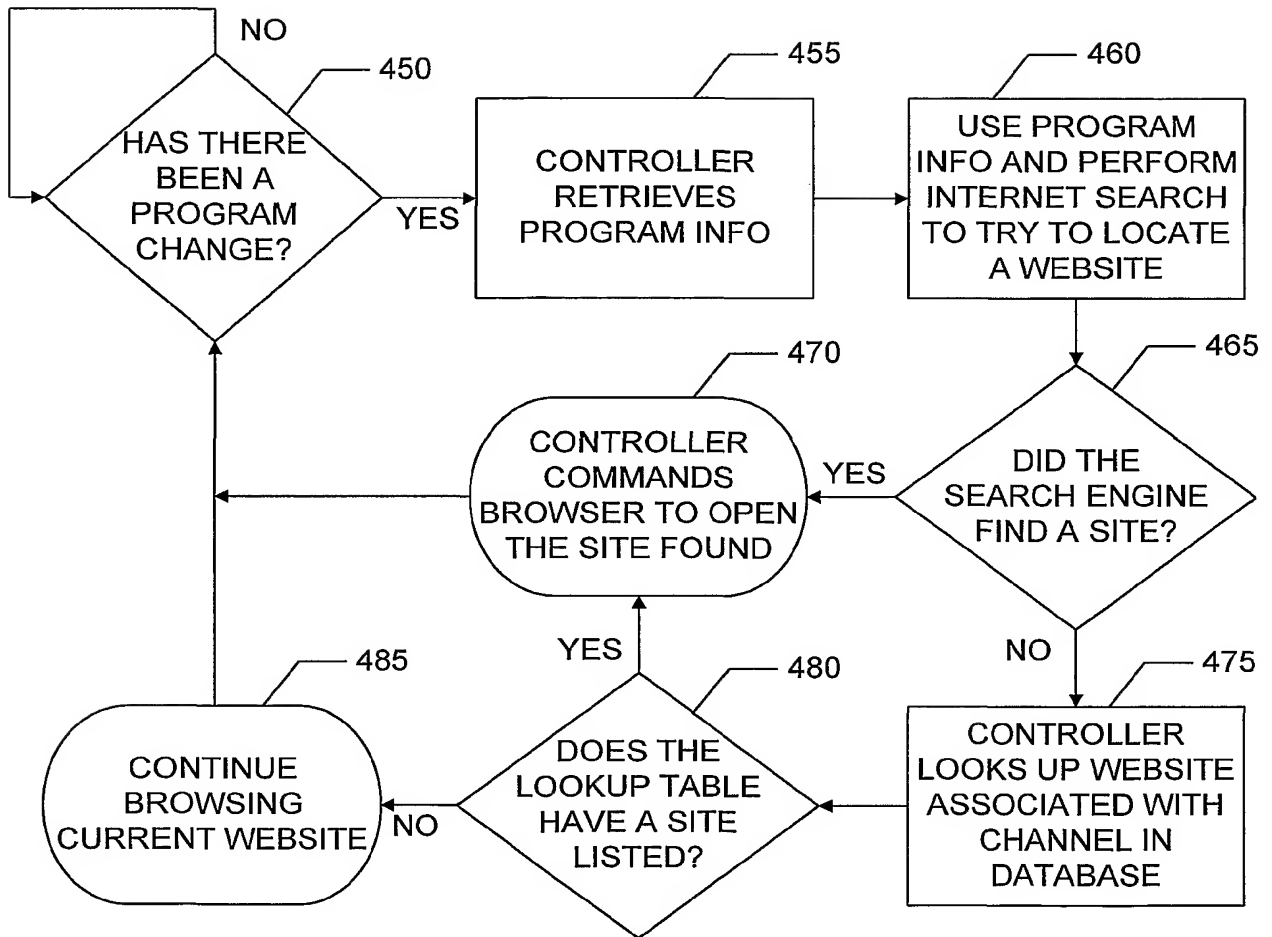 NO
450
HAS THERE
BEEN A
PROGRAM
CHANGE?
YES
455
CONTROLLER
RETRIEVES
PROGRAM INFO
460
USE PROGRAM
INFO AND PERFORM
INTERNET SEARCH
TO TRY TO LOCATE
A WEBSITE
465
DID THE
SEARCH ENGINE
FIND A SITE?
YES
470
CONTROLLER
COMMANDS
BROWSER TO OPEN
THE SITE FOUND
NO
475
CONTROLLER
LOOKS UP WEBSITE
ASSOCIATED WITH
CHANNEL IN
DATABASE
480
DOES THE
LOOKUP TABLE
HAVE A SITE
LISTED?
YES
NO
485
CONTINUE
BROWSING
CURRENT WEBSITE